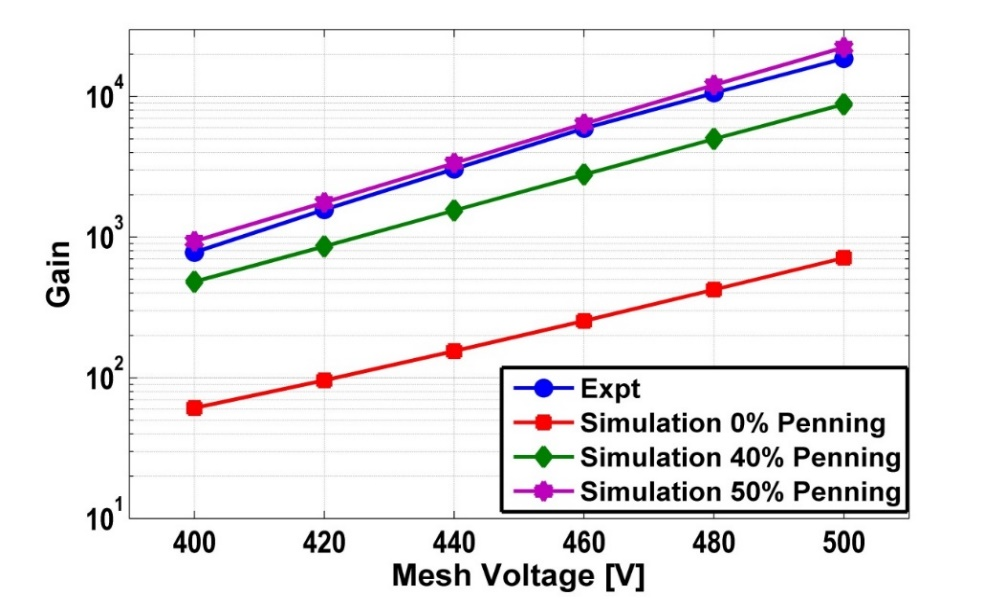 10^4
10^3
10^2
10^1
Gain
400 420 440 460 480 500
Mesh Voltage [V]
Expt
Simulation 0% Penning
Simulation 40% Penning
Simulation 50% Penning